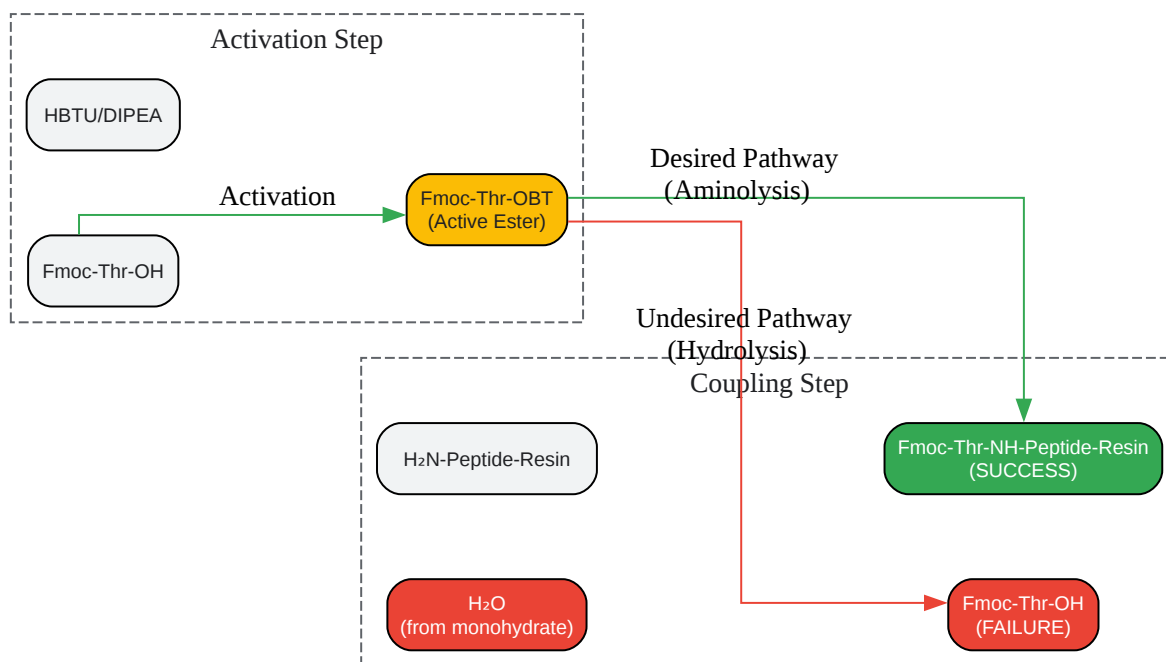 Activation Step
HBTU/DIPEA
Activation
Fmoc-Thr-OBT
(Active Ester)
Fmoc-Thr-OH
Desired Pathway
(Aminolysis)
Undesired Pathway
(Hydrolysis)
Coupling Step
H₂N-Peptide-Resin
Fmoc-Thr-NH-Peptide-Resin
(SUCCESS)
H₂O
(from monohydrate)
Fmoc-Thr-OH
(FAILURE)